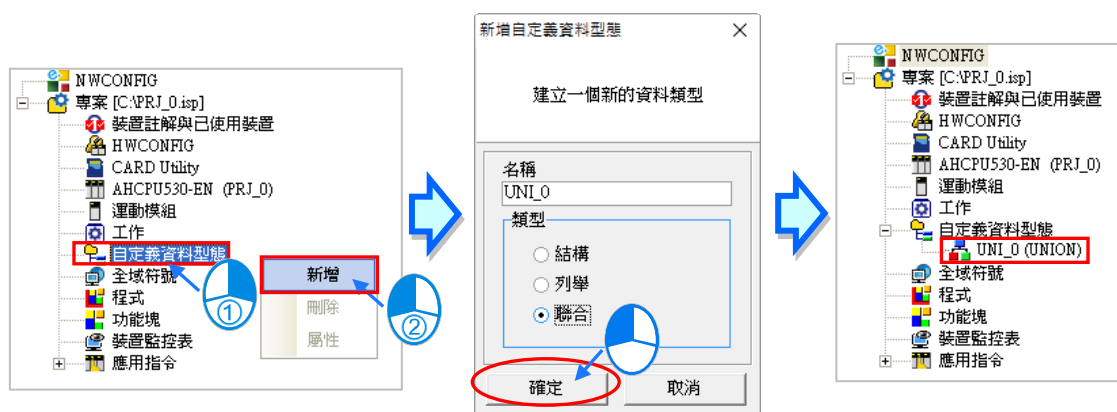 NWCONFIG
專案 [C:\PRJ_0.isp]
裝置註解與已使用裝置
HWCONFIG
CARD Utility
AHCPU530-EN (PRJ_0)
運動模組
工作
自定義資料型態
全域符號
程式
功能塊
裝置監控表
應用指令
新增
刪除
屬性
①
②
新增自定義資料型態
建立一個新的資料類型
名稱
UNI_0
類型
結構
列舉
聯合
確定
取消
NWCONFIG
專案 [C:\PRJ_0.isp]
裝置註解與已使用裝置
HWCONFIG
CARD Utility
AHCPU530-EN (PRJ_0)
運動模組
工作
自定義資料型態
UNI_0 (UNION)
全域符號
程式
功能塊
裝置監控表
應用指令